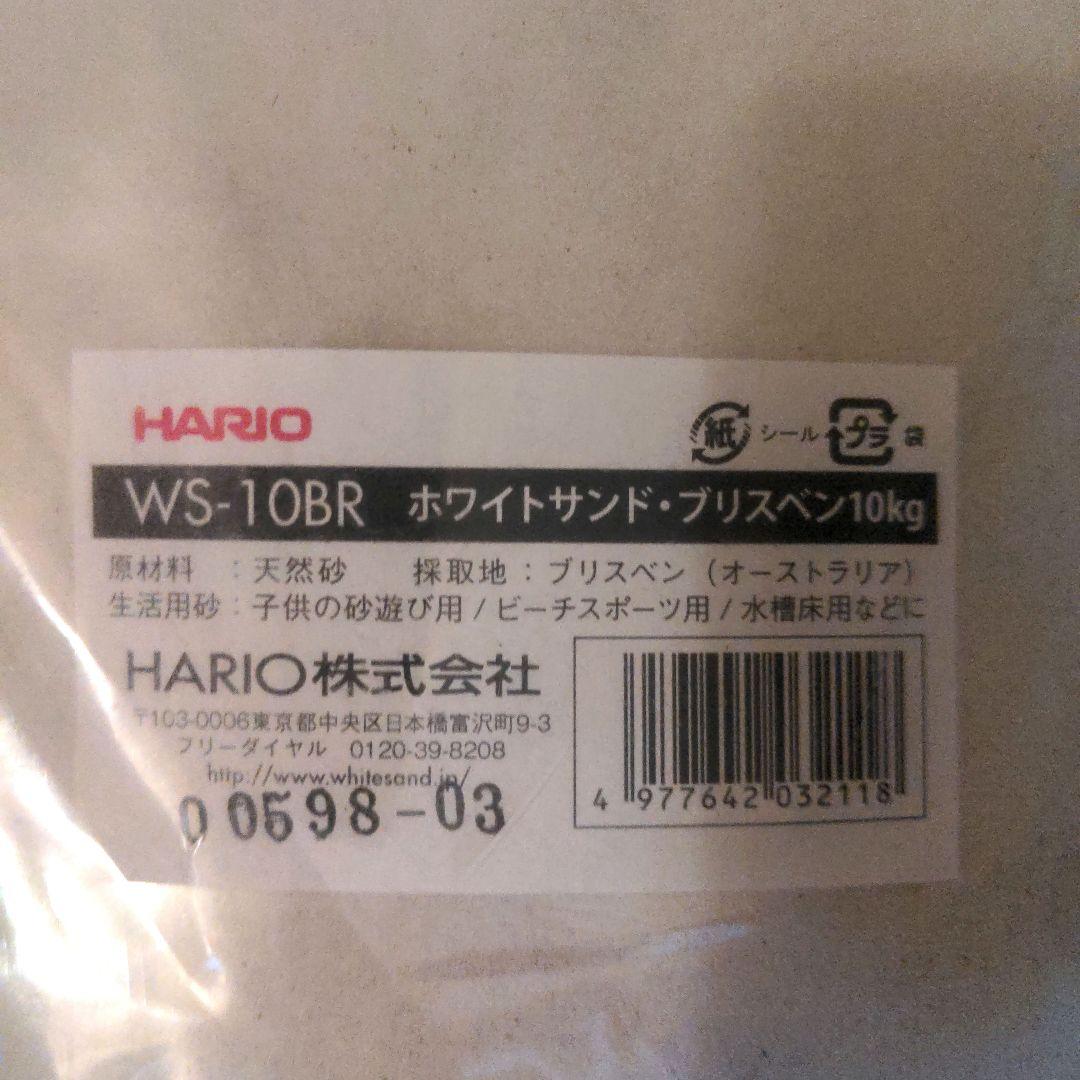 HARIO
紙 シール プラ 袋
WS-10BR ホワイトサンド・ブリスベン10kg
原材料 : 天然砂 採取地 : ブリスベン (オーストラリア)
生活用砂 : 子供の砂遊び用 / ビーチスポーツ用 / 水槽床用などに
HARIO株式会社
〒103-0006東京都中央区日本橋富沢町9-3
フリーダイヤル 0120-39-8208
http://www.whitesand.jp/
00598-03
4 977642 032118